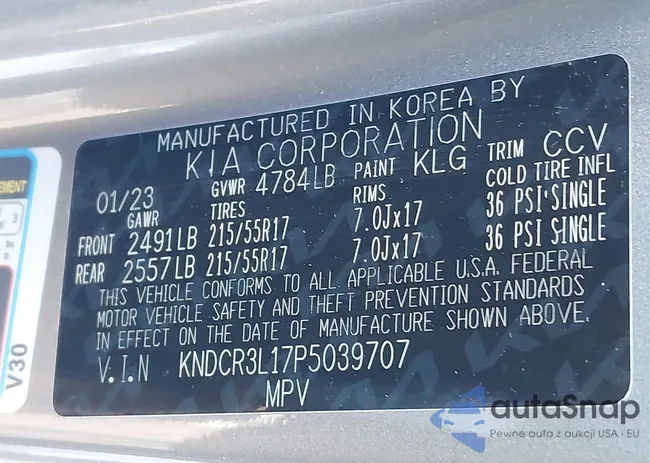 MANUFACTURED IN KOREA BY
KIA CORPORATION
01/23 GVWR 4784LB PAINT KLG TRIM CCV
GAWR TIRES RIMS COLD TIRE INFL
FRONT 2491LB 215/55R17 7.0Jx17 36 PSI SINGLE
REAR 2557LB 215/55R17 7.0Jx17 36 PSI SINGLE
THIS VEHICLE CONFORMS TO ALL APPLICABLE U.S.A. FEDERAL
MOTOR VEHICLE SAFETY AND THEFT PREVENTION STANDARDS
IN EFFECT ON THE DATE OF MANUFACTURE SHOWN ABOVE.
V.I.N KNDCR3L17P5039707
MPV
EMENT
V30
autaSnap
Pewne auta z aukcji USA i EU